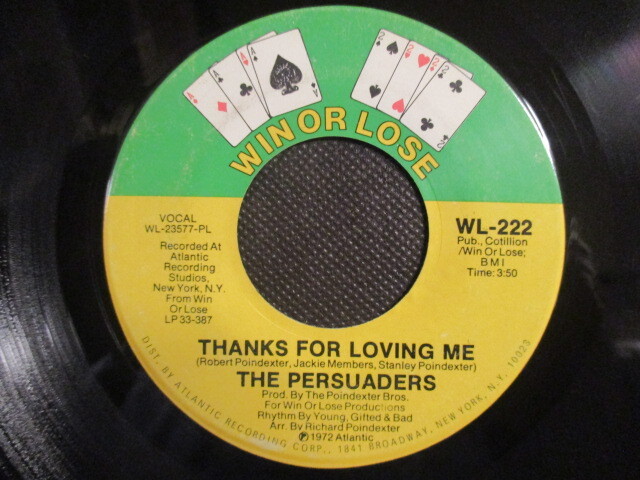 WIN OR LOSE
VOCAL
WL-23577-PL
Recorded At
Atlantic
Recording
Studios,
New York, N.Y.
From Win
Or Lose
LP 33-387
WL-222
Pub., Cotillion
/Win Or Lose;
BMI
Time: 3:50
THANKS FOR LOVING ME
(Robert Poindexter, Jackie Members, Stanley Poindexter)
THE PERSUADERS
Prod. By The Poindexter Bros.
For Win Or Lose Productions
Rhythm By Young, Gifted & Bad
Arr. By Richard Poindexter
℗1972 Atlantic
DIST. BY ATLANTIC RECORDING CORP., 1841 BROADWAY, NEW YORK, N.Y. 10023